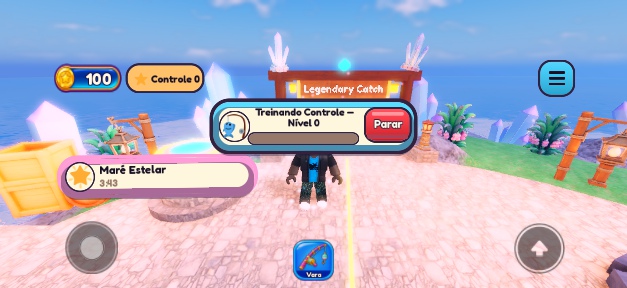 100
Controle 0
Legendary Catch
Treinando Controle –
Nível 0
Parar
Maré Estelar
3:43
Vara